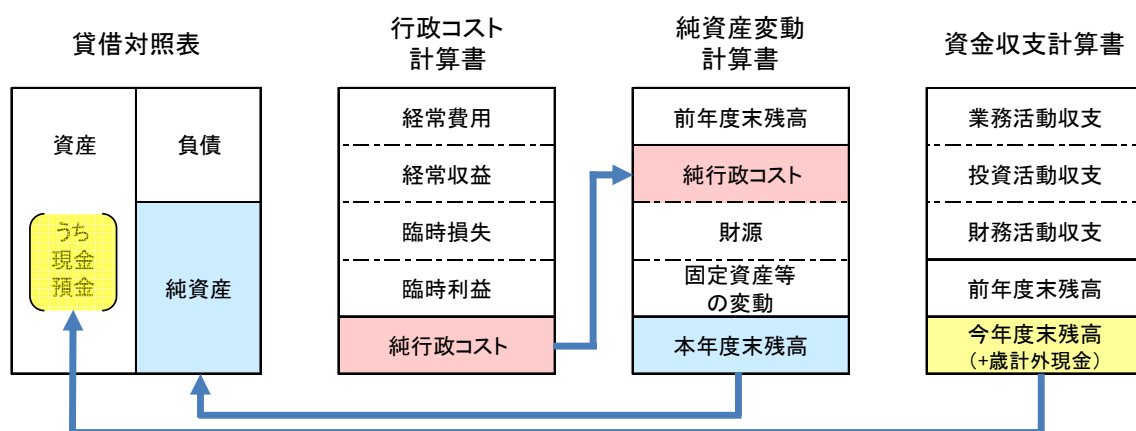 貸借対照表
資産
負債
うち
現金
預金
純資産
行政コスト
計算書
経常費用
経常収益
臨時損失
臨時利益
純行政コスト
純資産変動
計算書
前年度末残高
純行政コスト
財源
固定資産等
の変動
本年度末残高
資金収支計算書
業務活動収支
投資活動収支
財務活動収支
前年度末残高
今年度末残高
(+歳計外現金)